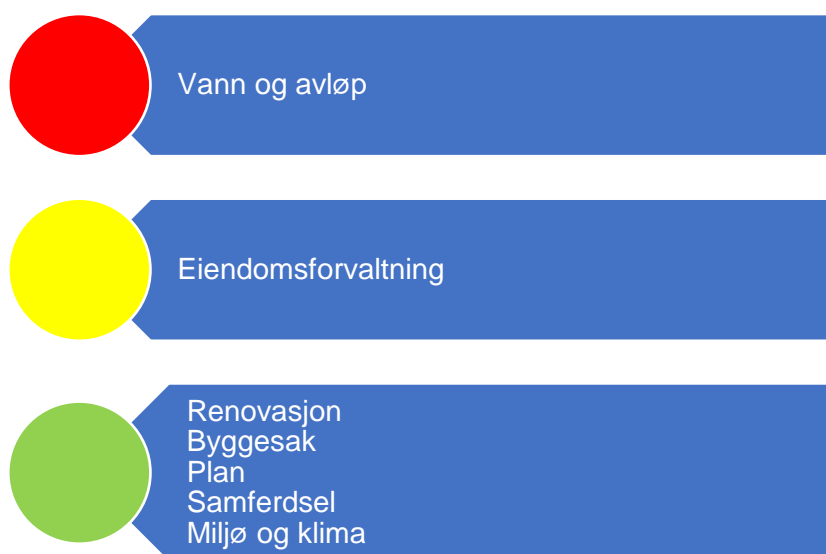 Vann og avløp
Eiendomsforvaltning
Renovasjon
Byggesak
Plan
Samferdsel
Miljø og klima